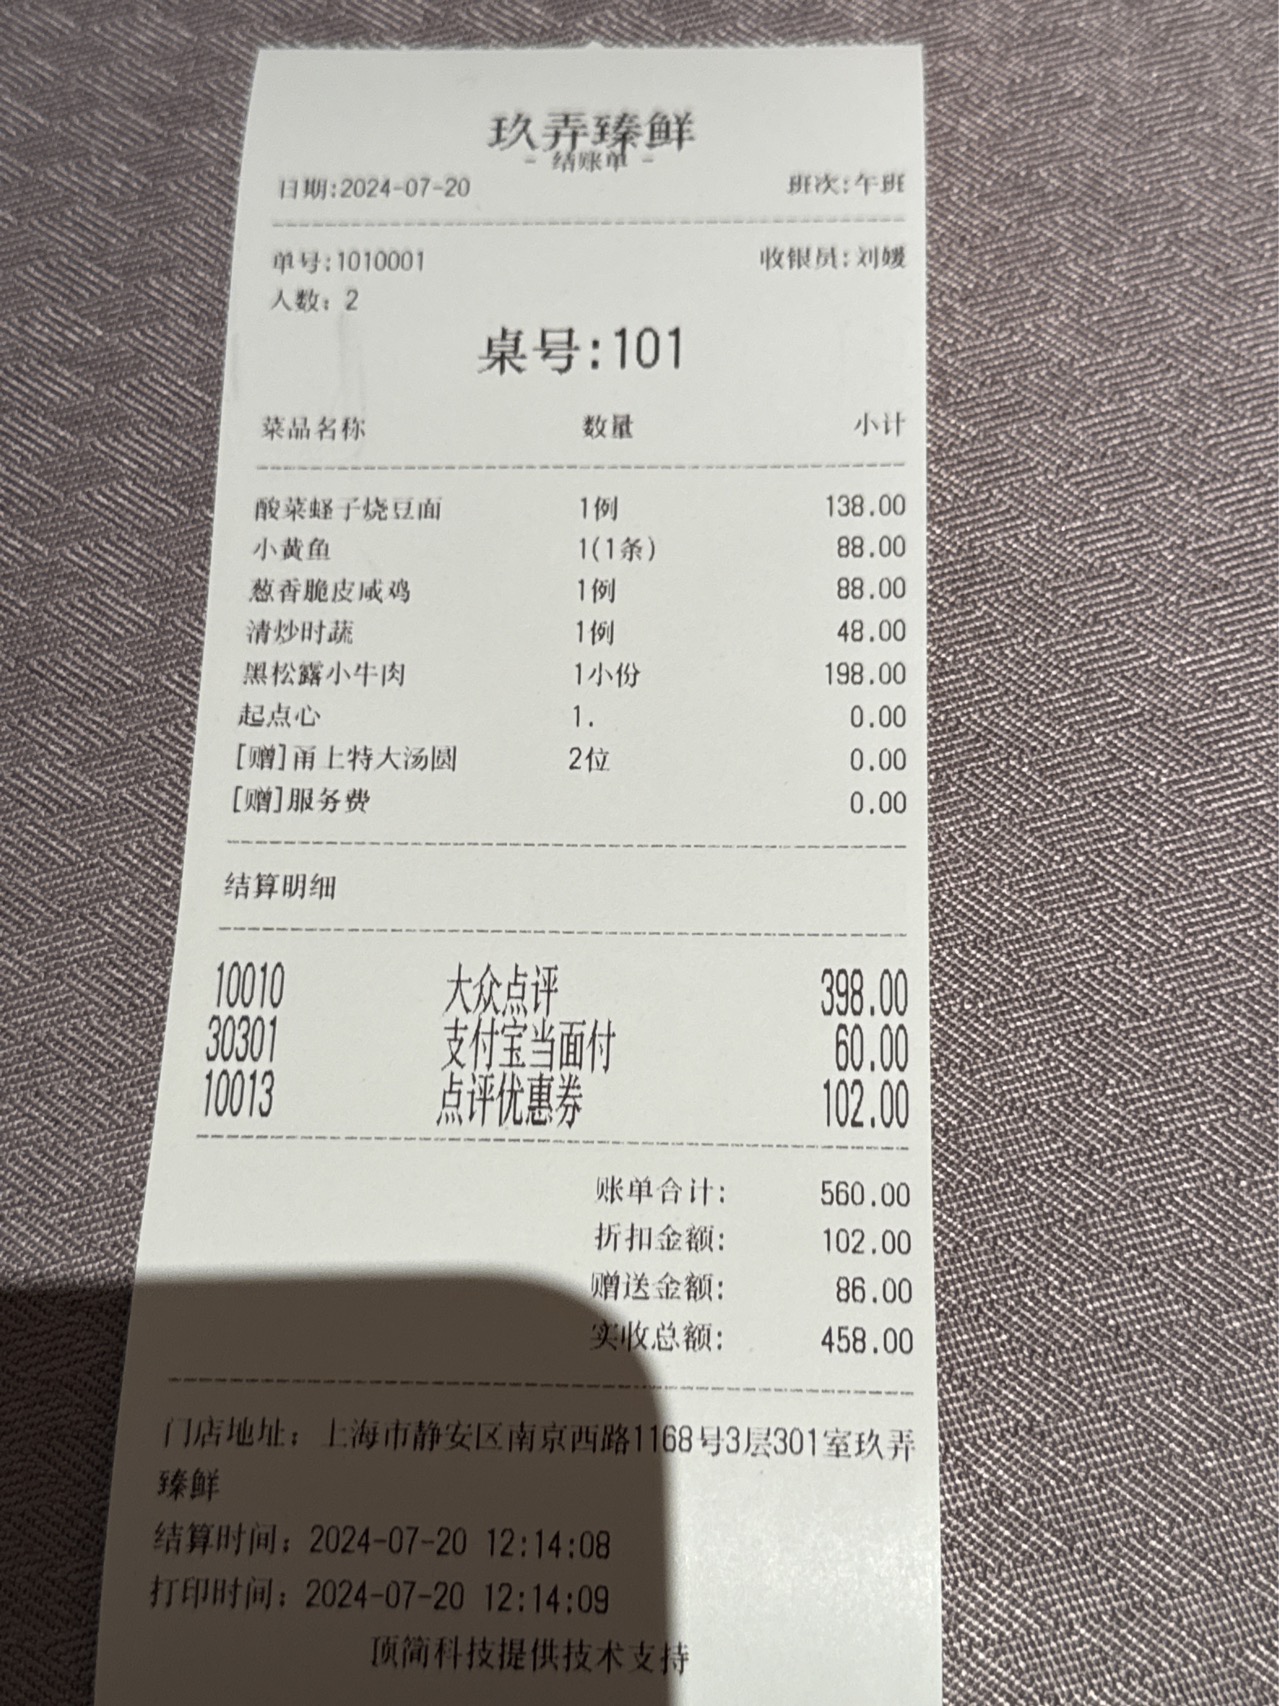 玖弄臻鲜
- 结账单 -
日期:2024-07-20 班次:午班
单号:1010001 收银员:刘媛
人数: 2
桌号:101
菜品名称 数量 小计
酸菜蛏子烧豆面 1例 138.00
小黄鱼 1(1条) 88.00
葱香脆皮咸鸡 1例 88.00
清炒时蔬 1例 48.00
黑松露小牛肉 1小份 198.00
起点心 1. 0.00
[赠]甬上特大汤圆 2位 0.00
[赠]服务费 0.00
结算明细
10010 大众点评 398.00
30301 支付宝当面付 60.00
10013 点评优惠券 102.00
账单合计: 560.00
折扣金额: 102.00
赠送金额: 86.00
实收总额: 458.00
门店地址: 上海市静安区南京西路1168号3层301室玖弄
臻鲜
结算时间: 2024-07-20 12:14:08
打印时间: 2024-07-20 12:14:09
顶简科技提供技术支持